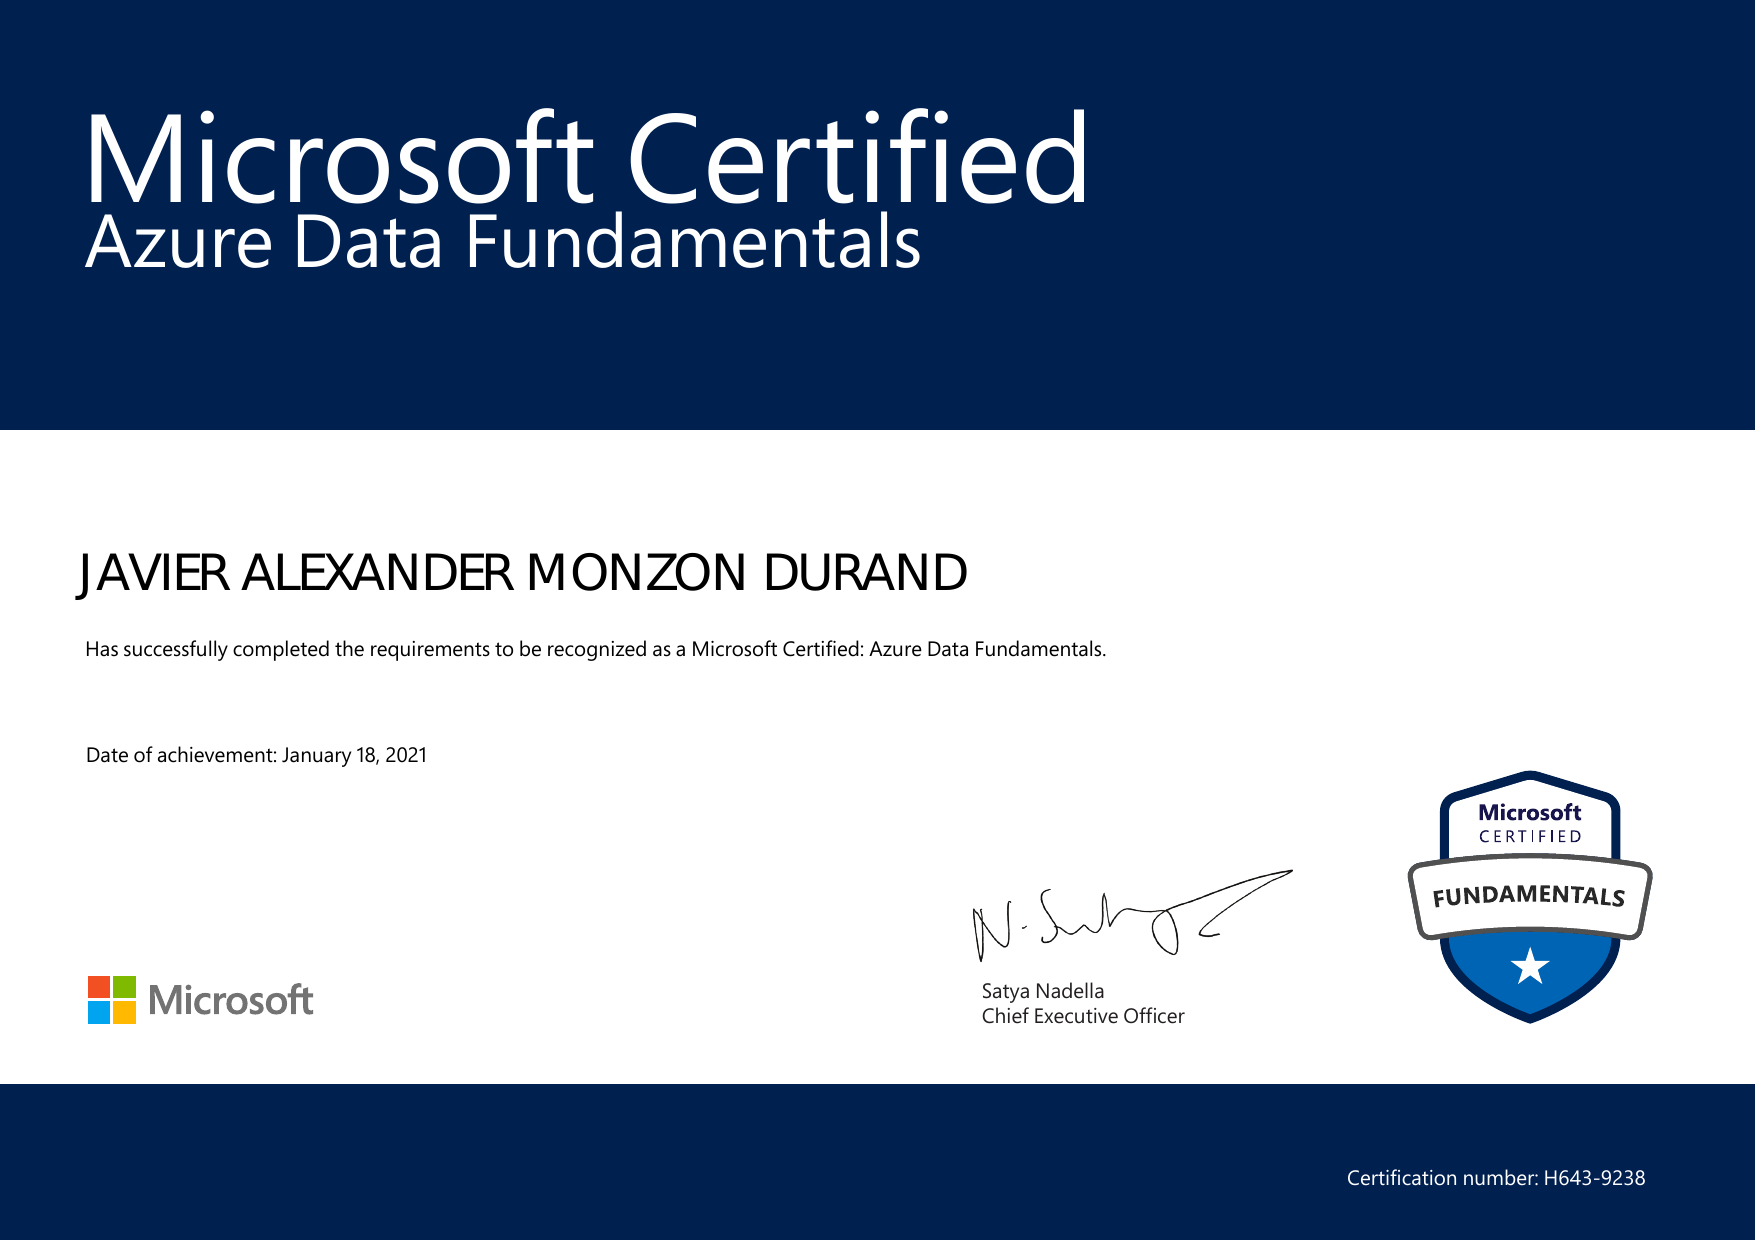 Microsoft Certified
Azure Data Fundamentals
JAVIER ALEXANDER MONZON DURAND
Has successfully completed the requirements to be recognized as a Microsoft Certified: Azure Data Fundamentals.
Date of achievement: January 18, 2021
Microsoft
CERTIFIED
FUNDAMENTALS
N. Satya
Satya Nadella
Chief Executive Officer
Microsoft
Certification number: H643-9238